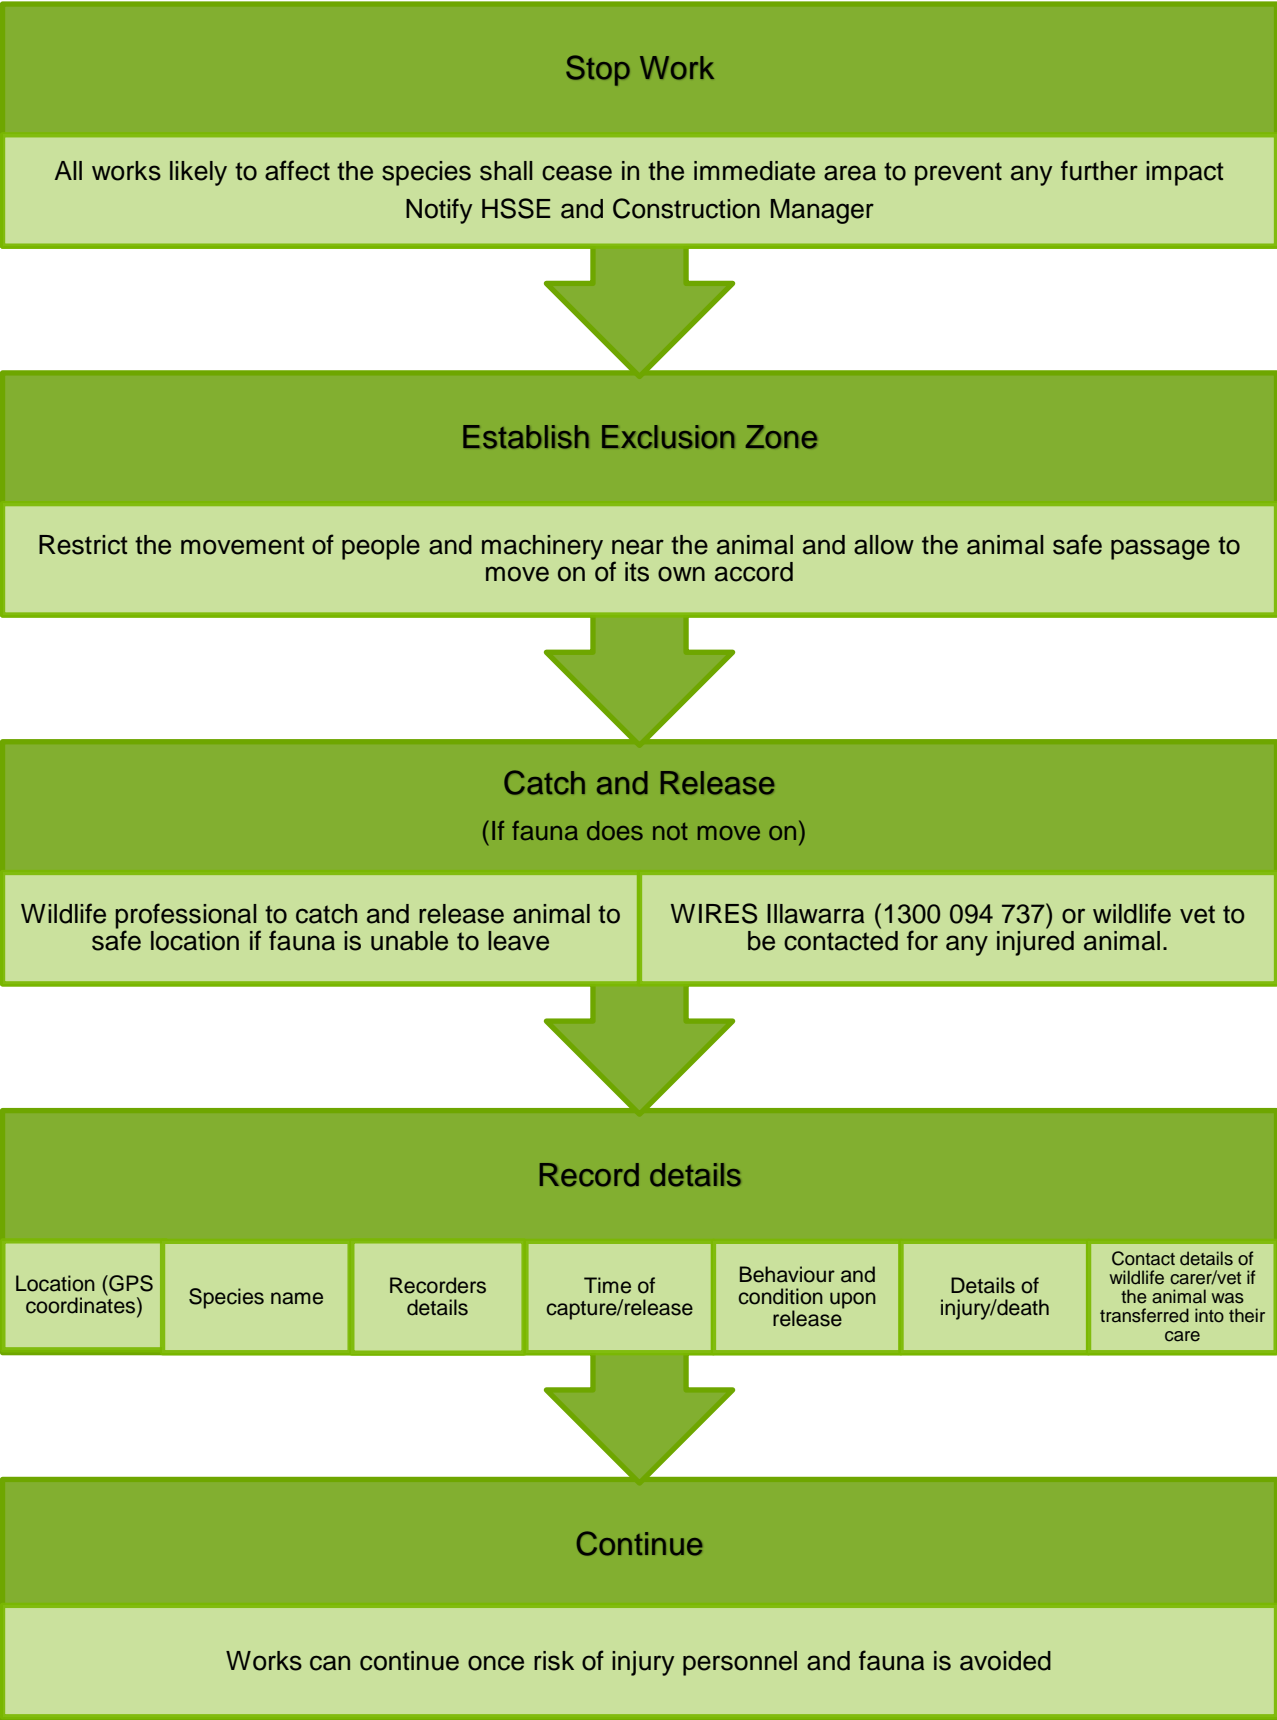 Stop Work
All works likely to affect the species shall cease in the immediate area to prevent any further impact
Notify HSSE and Construction Manager
Establish Exclusion Zone
Restrict the movement of people and machinery near the animal and allow the animal safe passage to
move on of its own accord
Catch and Release
(If fauna does not move on)
Wildlife professional to catch and release animal to
safe location if fauna is unable to leave
WIRES Illawarra (1300 094 737) or wildlife vet to
be contacted for any injured animal.
Record details
Location (GPS
coordinates)
Species name
Recorders
details
Time of
capture/release
Behaviour and
condition upon
release
Details of
injury/death
Contact details of
wildlife carer/vet if
the animal was
transferred into their
care
Continue
Works can continue once risk of injury personnel and fauna is avoided